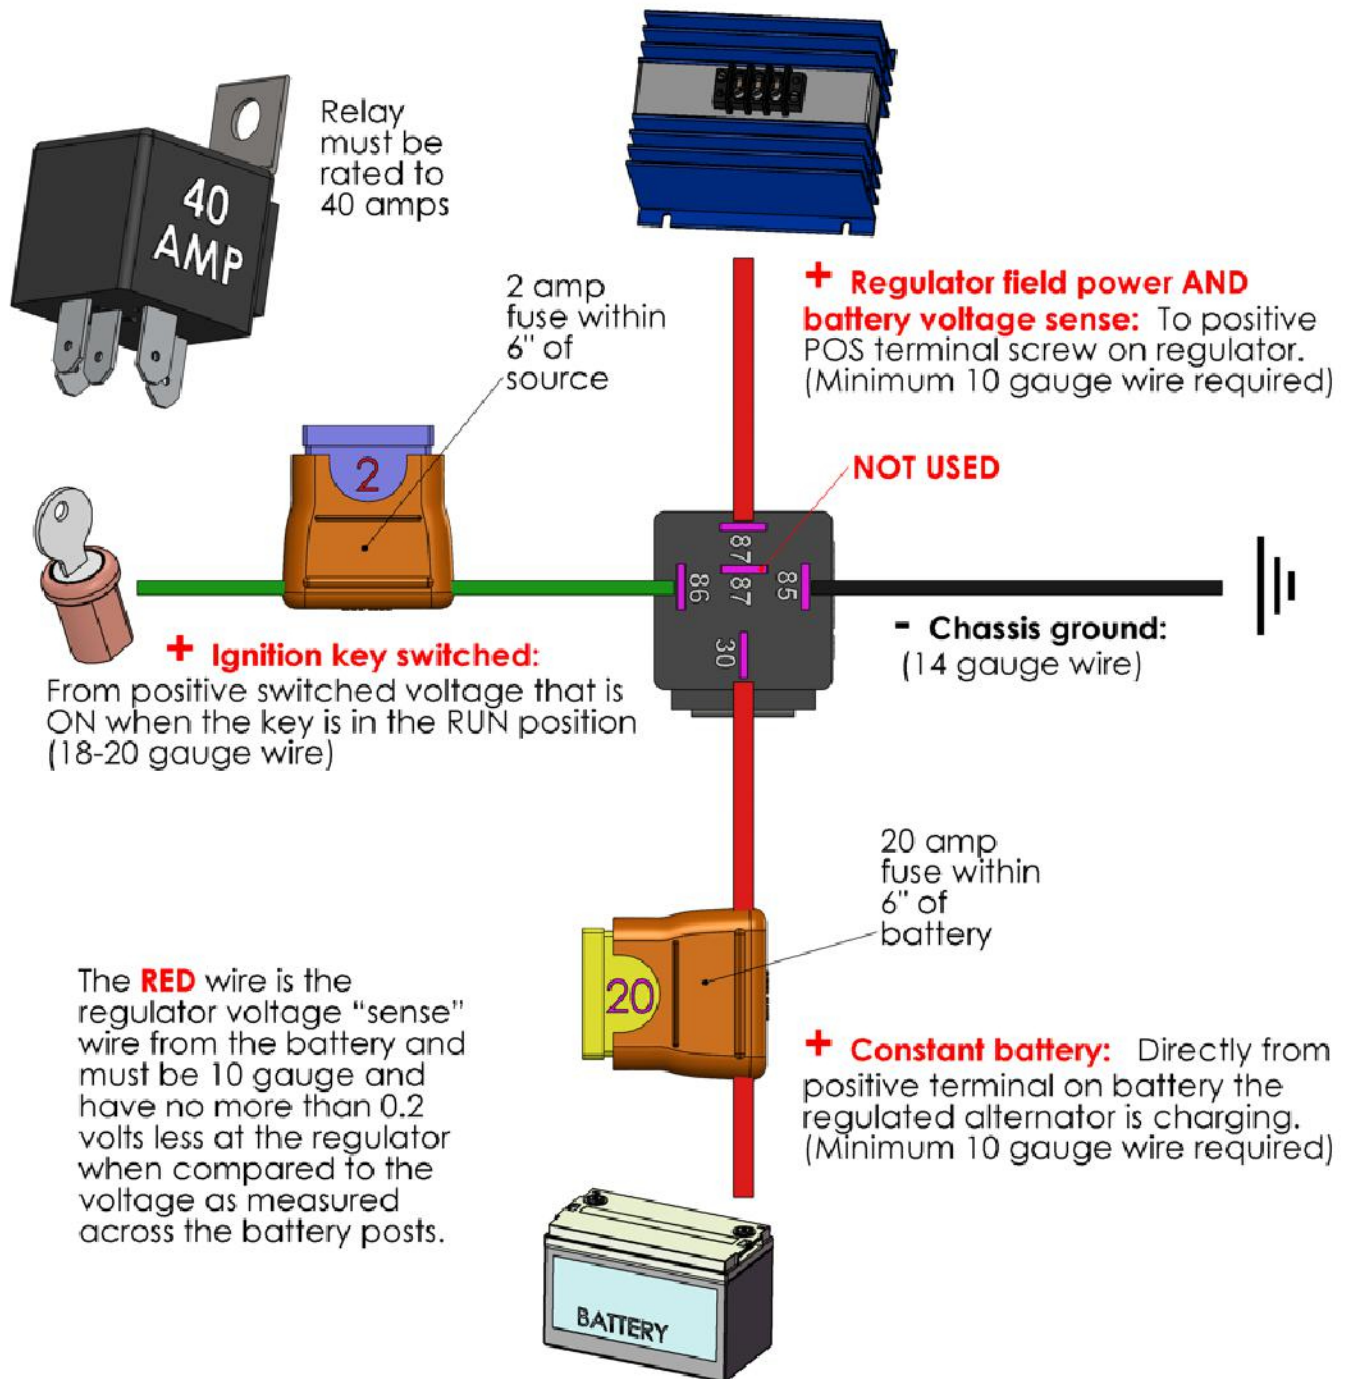 Relay
must be
rated to
40 amps
40
AMP
2 amp
fuse within
6" of
source
+ Regulator field power AND
battery voltage sense: To positive
POS terminal screw on regulator.
(Minimum 10 gauge wire required)
2
NOT USED
87
87
86
85
30
+ Ignition key switched:
From positive switched voltage that is
ON when the key is in the RUN position
(18-20 gauge wire)
- Chassis ground:
(14 gauge wire)
20 amp
fuse within
6" of
battery
20
The RED wire is the
regulator voltage “sense”
wire from the battery and
must be 10 gauge and
have no more than 0.2
volts less at the regulator
when compared to the
voltage as measured
across the battery posts.
+ Constant battery: Directly from
positive terminal on battery the
regulated alternator is charging.
(Minimum 10 gauge wire required)
BATTERY